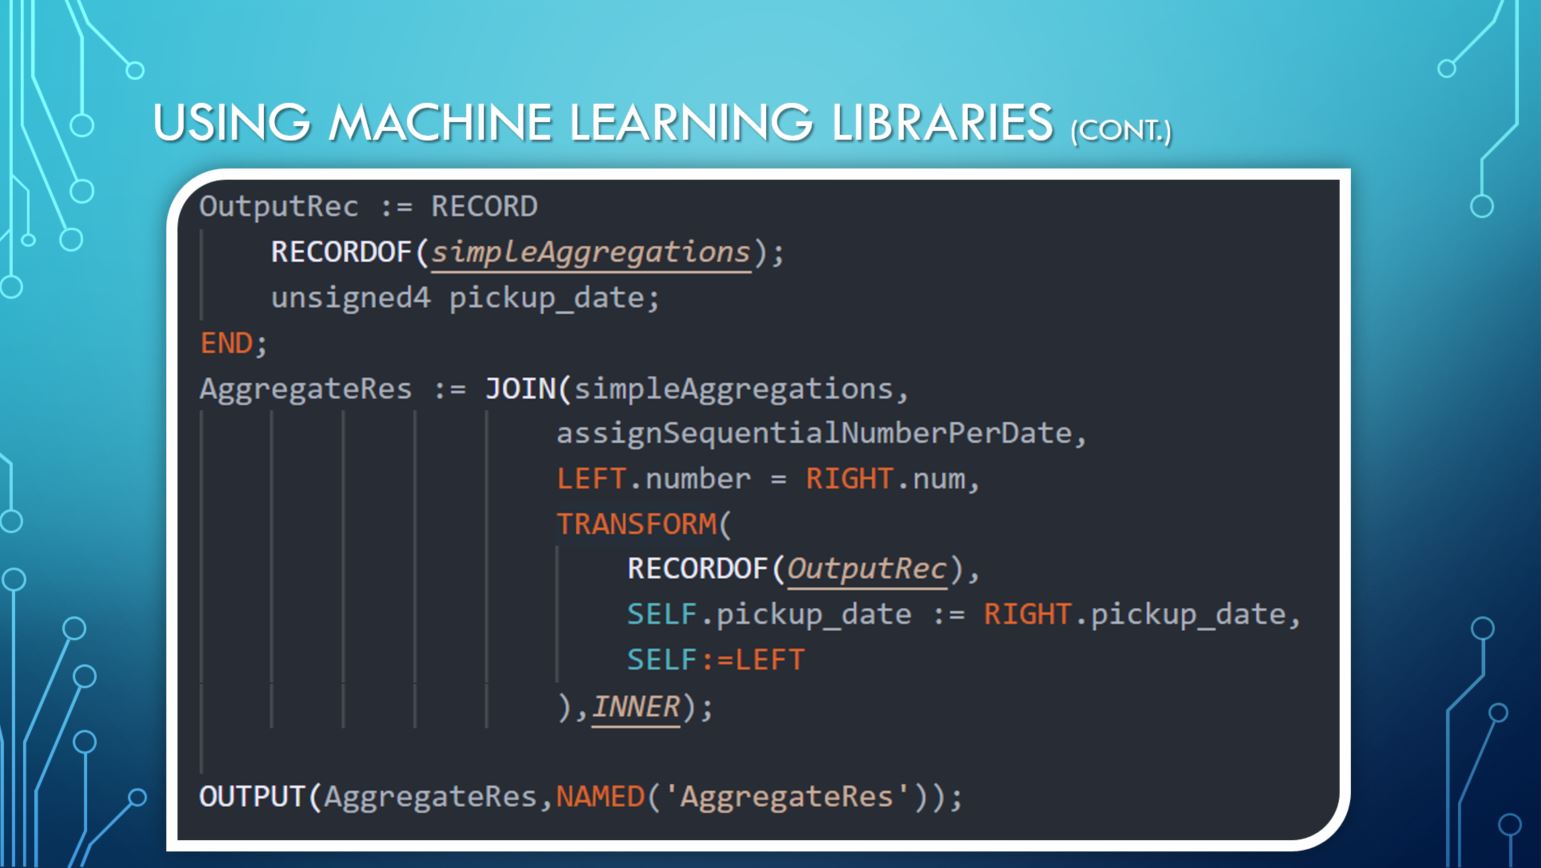 USING MACHINE LEARNING LIBRARIES (CONT.)
OutputRec := RECORD
    RECORDOF(simpleAggregations);
    unsigned4 pickup_date;
END;
AggregateRes := JOIN(simpleAggregations,
                    assignSequentialNumberPerDate,
                    LEFT.number = RIGHT.num,
                    TRANSFORM(
                        RECORDOF(OutputRec),
                        SELF.pickup_date := RIGHT.pickup_date,
                        SELF:=LEFT
                    ),INNER);
OUTPUT(AggregateRes,NAMED('AggregateRes'));